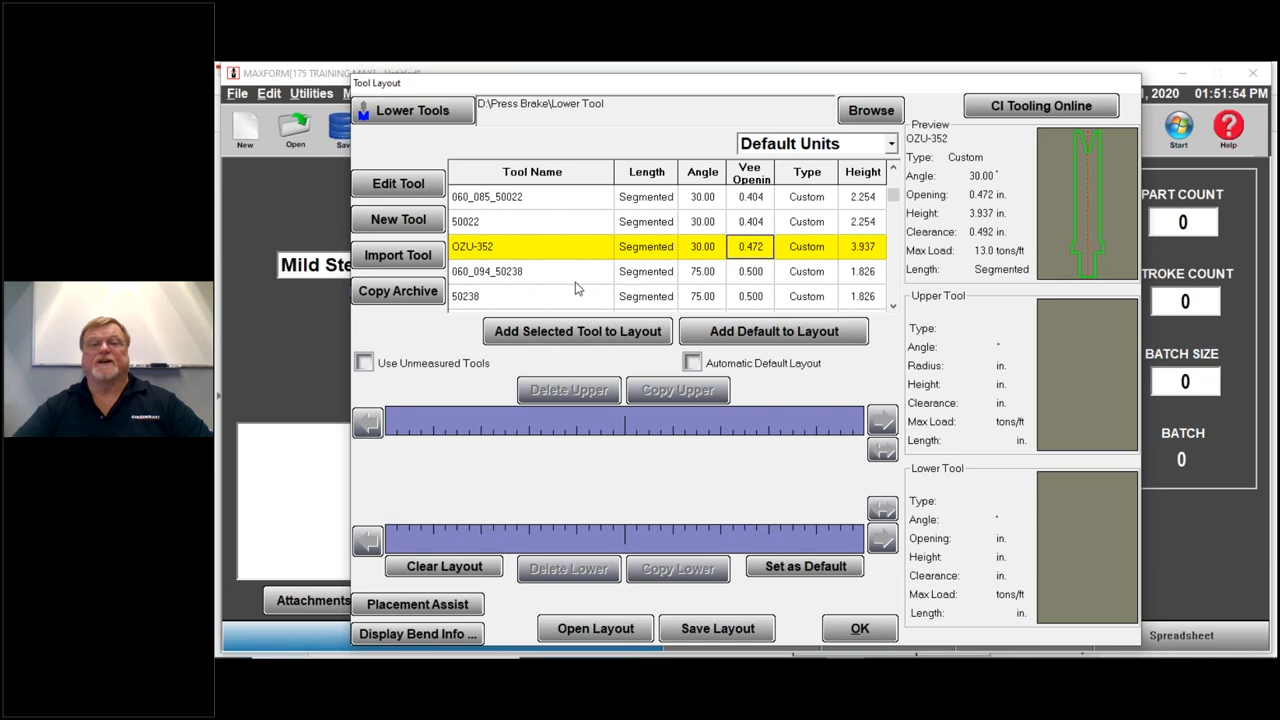 MAXFORM[175 TRAINING MAX] - Untitled*
File Edit Utilities
1, 2020 01:51:54 PM
New
Open
Sav
Start
Help
Tool Layout
Lower Tools
D:\Press Brake\Lower Tool
Browse
CI Tooling Online
Default Units
Edit Tool
New Tool
Import Tool
Copy Archive
Tool Name Length Angle Vee Openin Type Height
060_085_50022 Segmented 30.00 0.404 Custom 2.254
50022 Segmented 30.00 0.404 Custom 2.254
OZU-352 Segmented 30.00 0.472 Custom 3.937
060_094_50238 Segmented 75.00 0.500 Custom 1.826
50238 Segmented 75.00 0.500 Custom 1.826
Add Selected Tool to Layout
Add Default to Layout
Use Unmeasured Tools
Automatic Default Layout
Delete Upper
Copy Upper
Clear Layout
Delete Lower
Copy Lower
Set as Default
Placement Assist
Display Bend Info ...
Open Layout
Save Layout
OK
Preview
OZU-352
Type: Custom
Angle: 30.00 °
Opening: 0.472 in.
Height: 3.937 in.
Clearance: 0.492 in.
Max Load: 13.0 tons/ft
Length: Segmented
Upper Tool
Type:
Angle: °
Radius: in.
Height: in.
Clearance: in.
Max Load: tons/ft
Length: in.
Lower Tool
Type:
Angle: °
Opening: in.
Height: in.
Clearance: in.
Max Load: tons/ft
Length: in.
Mild Ste
Attachments
PART COUNT
0
TROKE COUNT
0
BATCH SIZE
0
BATCH
0
Spreadsheet
CINCINNATI